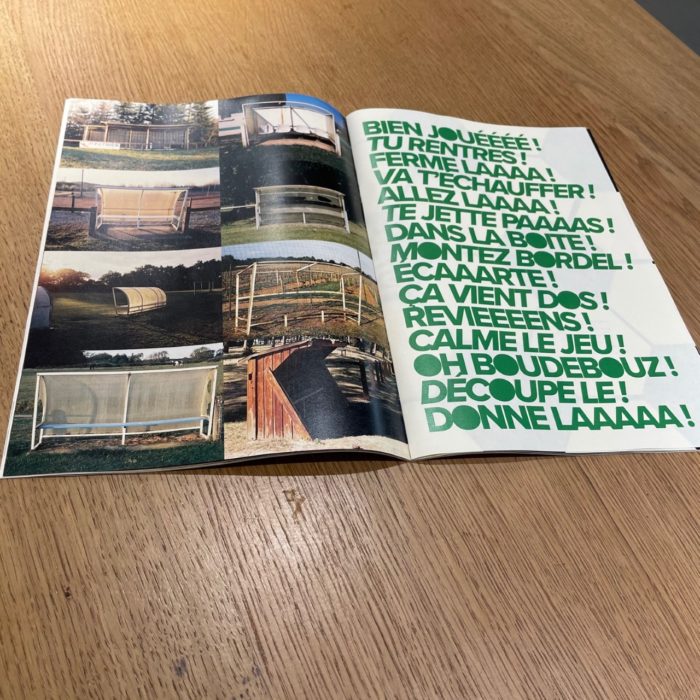 BIEN JOUÉÉÉÉ !
TU RENTRES !
FERME LAAAA !
VA T'ÉCHAUFFER !
ALLEZ LAAAA !
TE JETTE PAAAAS !
DANS LA BOITE !
MONTEZ BORDEL !
ÉCAAARTE !
ÇA VIENT DOS !
REVIEEEENS !
CALME LE JEU !
OH BOUDEBOUZ !
DÉCOUPE LE !
DONNE LAAAAA !